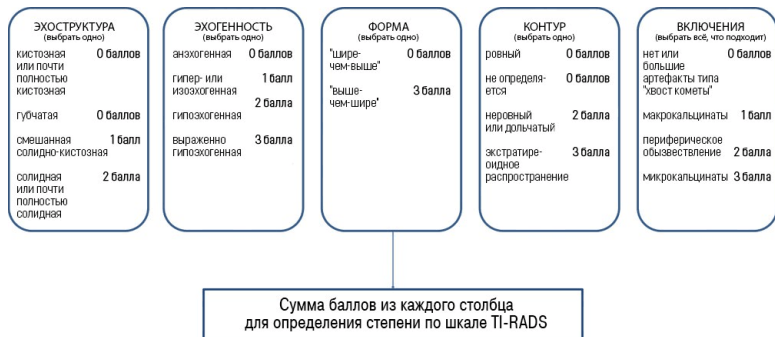 ЭХОСТРУКТУРА
(выбрать одно)
кистозная 0 баллов
или почти
полностью
кистозная
губчатая 0 баллов
смешанная 1 балл
солидно-кистозная
солидная 2 балла
или почти
полностью
солидная
ЭХОГЕННОСТЬ
(выбрать одно)
анэхогенная 0 баллов
гипер- или 1 балл
изоэхогенная
2 балла
гипоэхогенная
выраженно 3 балла
гипоэхогенная
ФОРМА
(выбрать одно)
"шире- 0 баллов
чем-выше"
"выше- 3 балла
чем-шире"
КОНТУР
(выбрать одно)
ровный 0 баллов
не определя- 0 баллов
ется
неровный 2 балла
или дольчатый
экстратире- 3 балла
оидное
распространение
ВКЛЮЧЕНИЯ
(выбрать всё, что подходит)
нет или 0 баллов
большие
артефакты типа
"хвост кометы"
макрокальцинаты 1 балл
периферическое
обызвествление 2 балла
микрокальцинаты 3 балла
Сумма баллов из каждого столбца
для определения степени по шкале TI-RADS